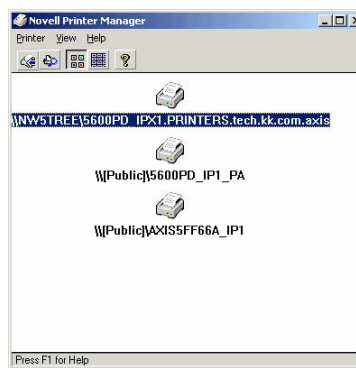 Novell Printer Manager
Printer View Help
\\NW5TREE\5600PD_IPX1.PRINTERS.tech.kk.com.axis
\\[Public]\5600PD_IP1_PA
\\[Public]\AXIS5FF66A_IP1
Press F1 for Help